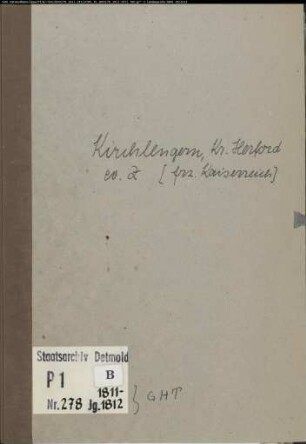 Kirchlengern, Kr. Herford
ev. Z [frz. Kaiserreich]
Staatsarchiv Detmold
P 1
B
1811-
Nr. 278 Jg. 1812
} GHT